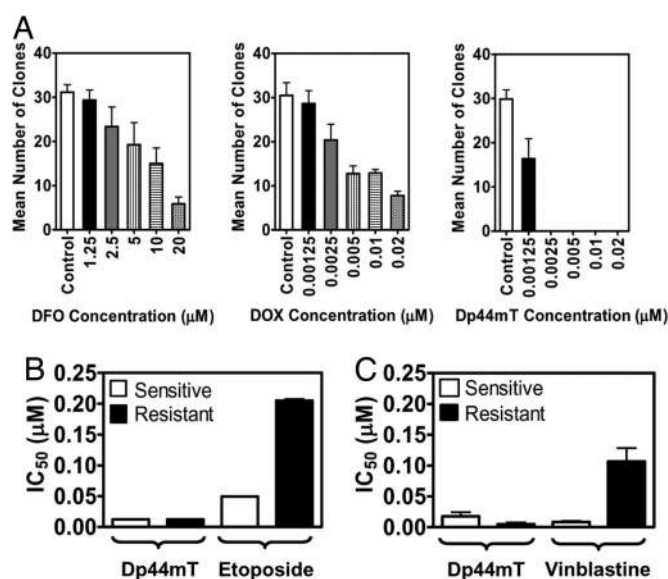 A
Mean Number of Clones
40
30
20
10
0
Control
1.25
2.5
5
10
20
DFO Concentration (μM)
Mean Number of Clones
40
30
20
10
0
Control
0.00125
0.0025
0.005
0.01
0.02
DOX Concentration (μM)
Mean Number of Clones
40
30
20
10
0
Control
0.00125
0.0025
0.005
0.01
0.02
Dp44mT Concentration (μM)
B
IC50 (μM)
0.25
0.20
0.15
0.10
0.05
0.00
Sensitive
Resistant
Dp44mT Etoposide
C
IC50 (μM)
0.25
0.20
0.15
0.10
0.05
0.00
Sensitive
Resistant
Dp44mT Vinblastine